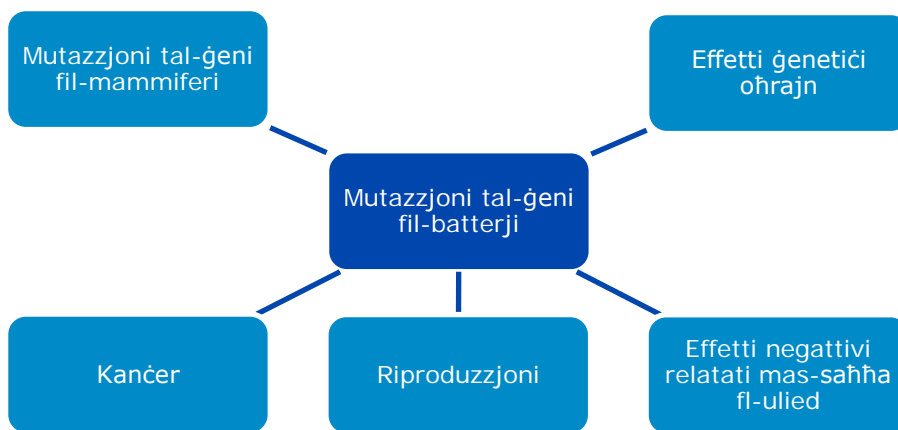 Mutazzjoni tal-ġeni
fil-mammiferi
Effetti ġenetiċi
oħrajn
Mutazzjoni tal-ġeni
fil-batterji
Kanċer
Riproduzzjoni
Effetti negattivi
relatati mas-saħħa
fl-ulied